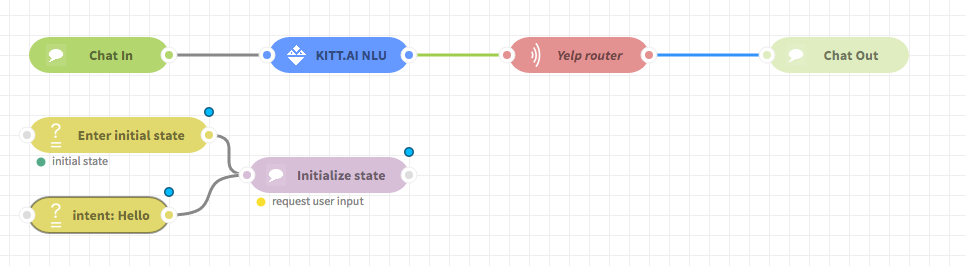 Chat In
KITT.AI NLU
Yelp router
Chat Out
?
Enter initial state
initial state
Initialize state
request user input
?
intent: Hello